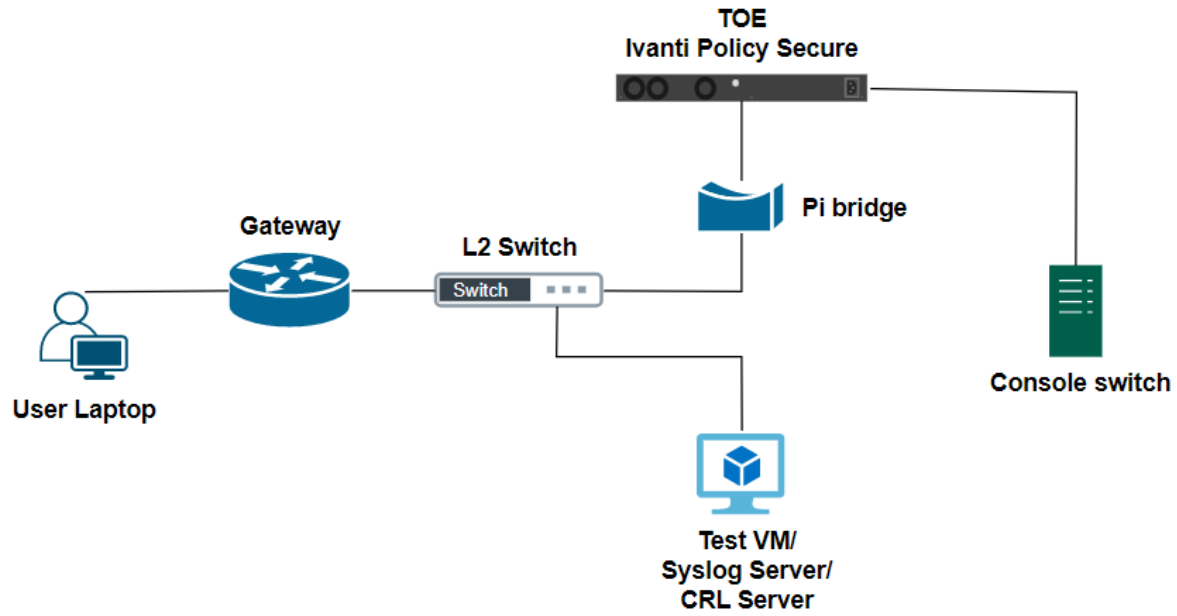 TOE
Ivanti Policy Secure
Pi bridge
Gateway
L2 Switch
Switch
User Laptop
Console switch
Test VM/
Syslog Server/
CRL Server